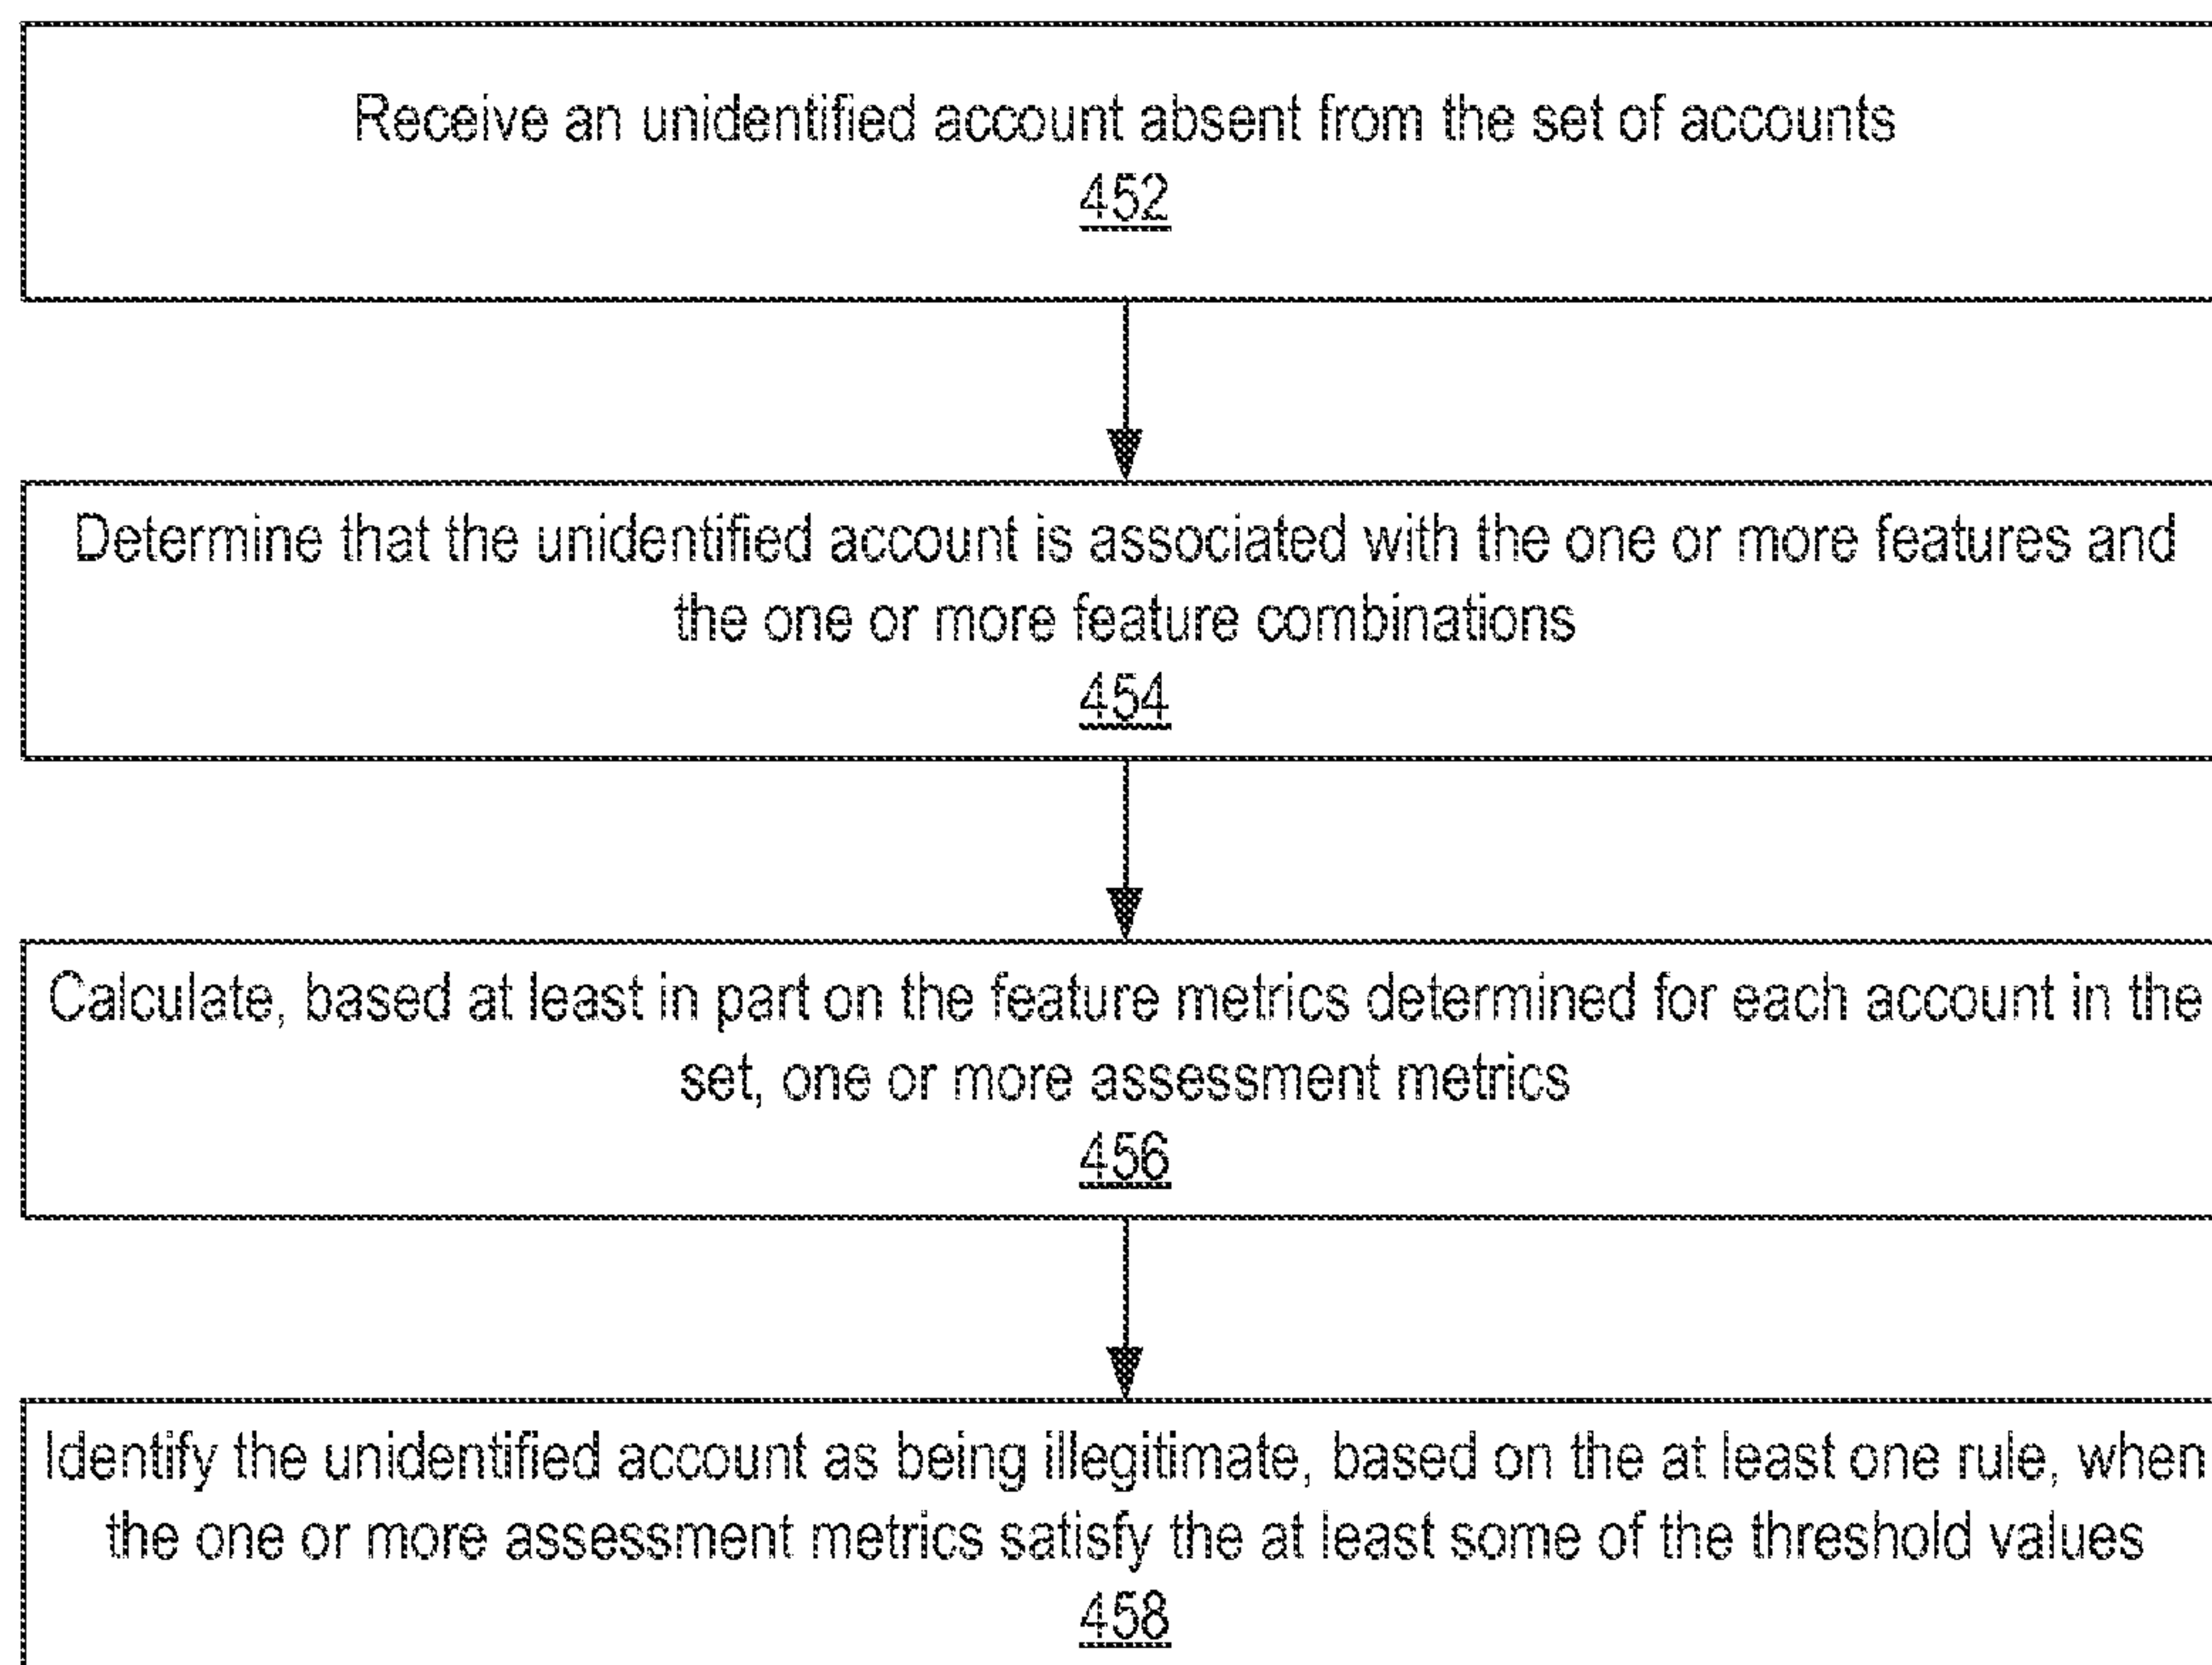 Receive an unidentified account absent from the set of accounts
452
Determine that the unidentified account is associated with the one or more features and
the one or more feature combinations
454
Calculate, based at least in part on the feature metrics determined for each account in the
set, one or more assessment metrics
456
Identify the unidentified account as being illegitimate, based on the at least one rule, when
the one or more assessment metrics satisfy the at least some of the threshold values
458